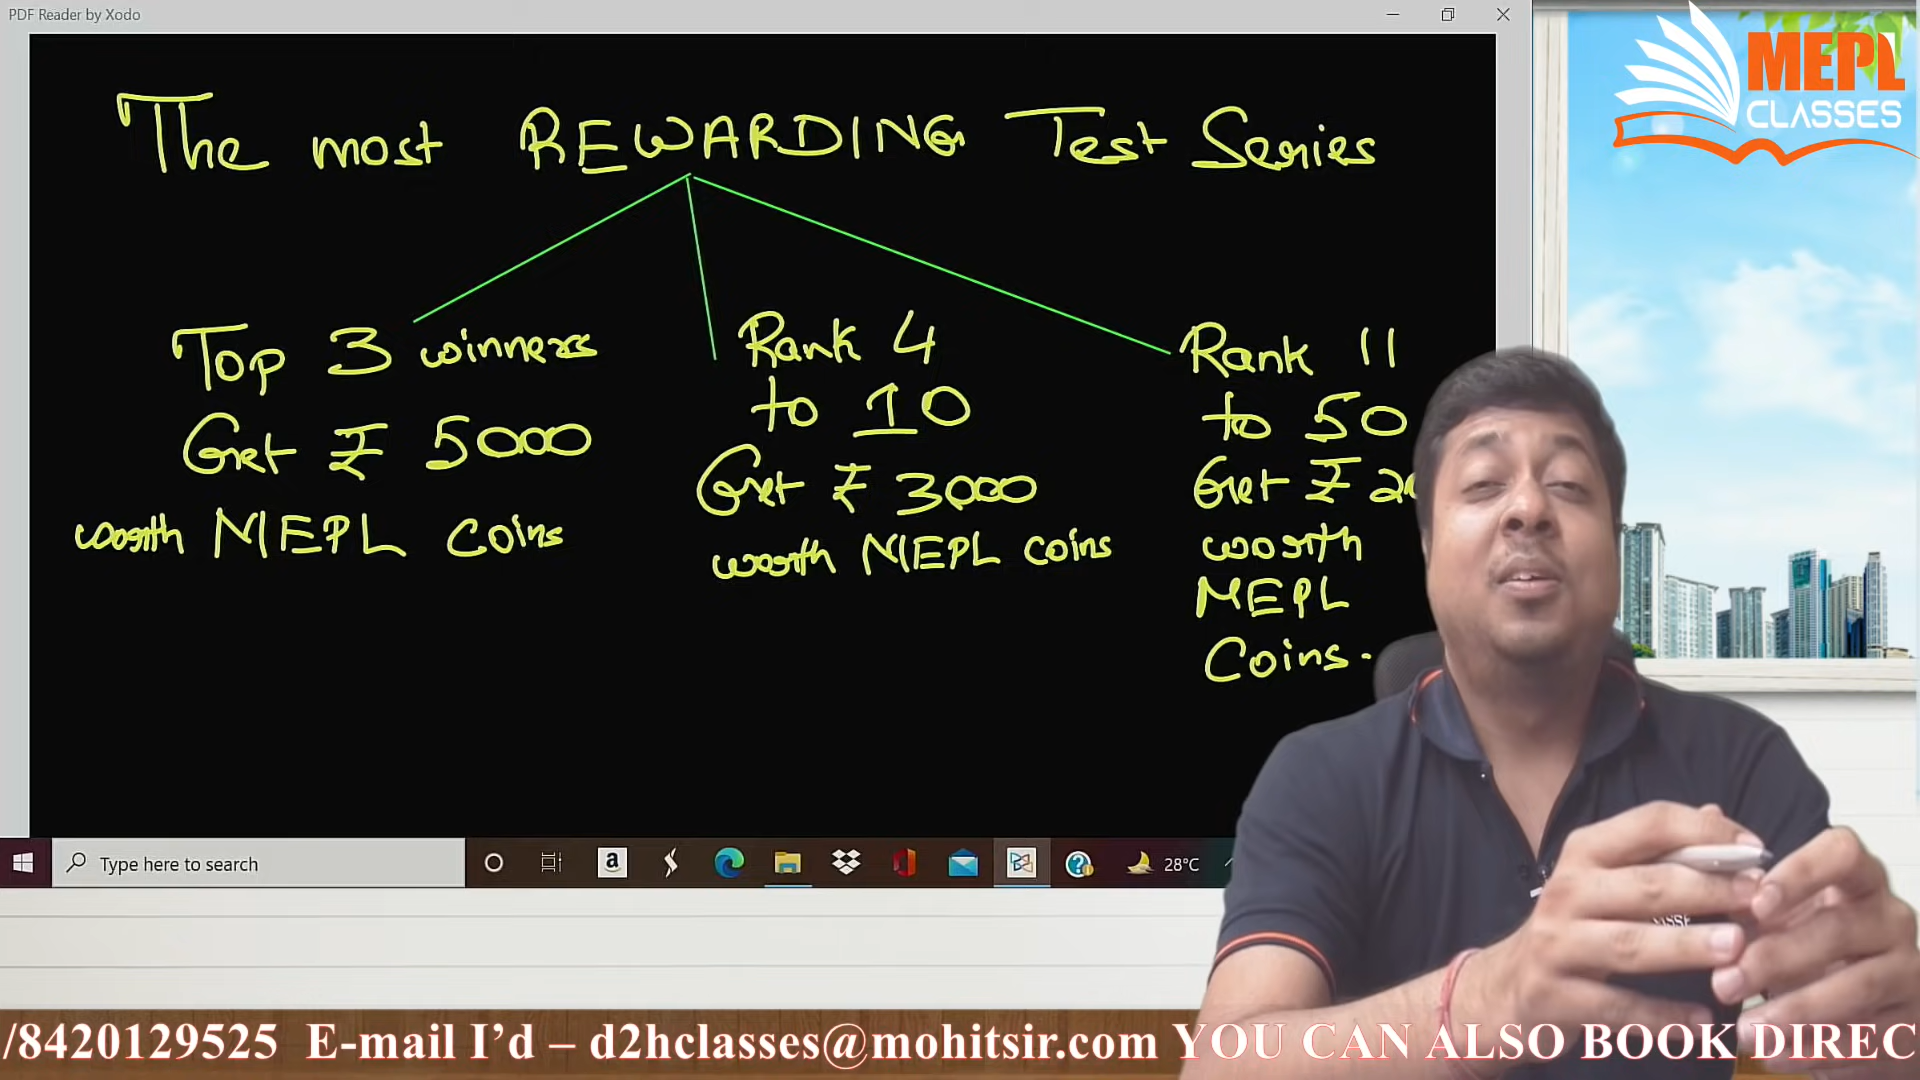 PDF Reader by Xodo
MEPL
CLASSES
The most REWARDING Test Series
Top 3 winners
Get ₹ 5000
worth MEPL coins
Rank 4
to 10
Get ₹ 3000
worth MEPL coins
Rank 11
to 50
Get ₹
worth
MEPL
Coins.
Type here to search
28°C
/8420129525 E-mail I'd – d2hclasses@mohitsir.com YOU CAN ALSO BOOK DIREC